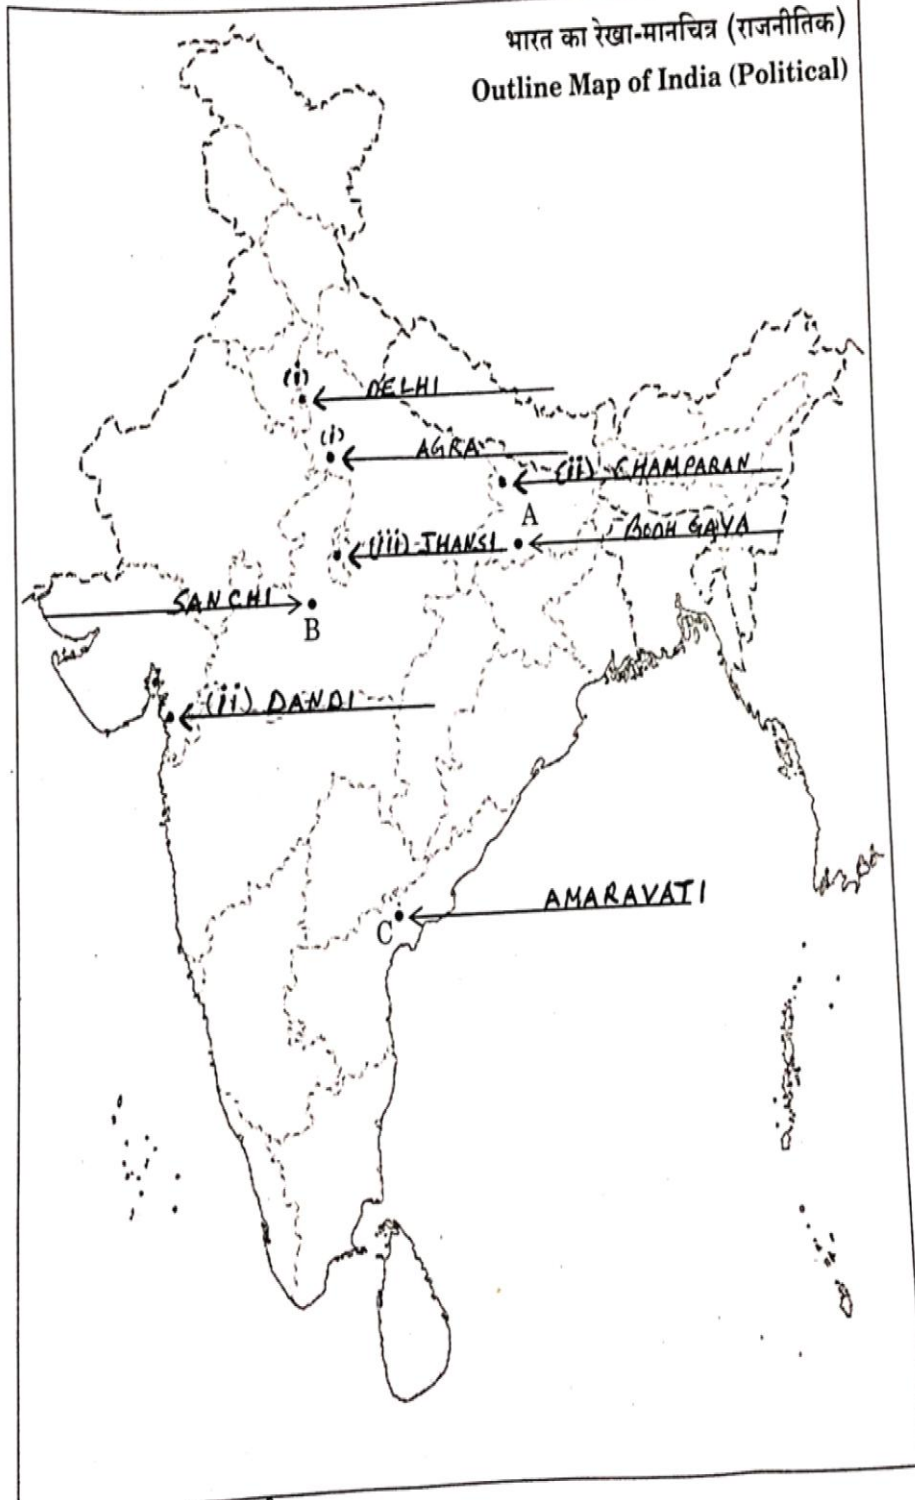 भारत का रेखा-मानचित्र (राजनीतिक)
Outline Map of India (Political)
(i)
DELHI
(i)
AGRA
(ii) CHAMPARAN
A
BODH GAYA
(iii) JHANSI
SANCHI
B
(ii) DANDI
AMARAVATI
C